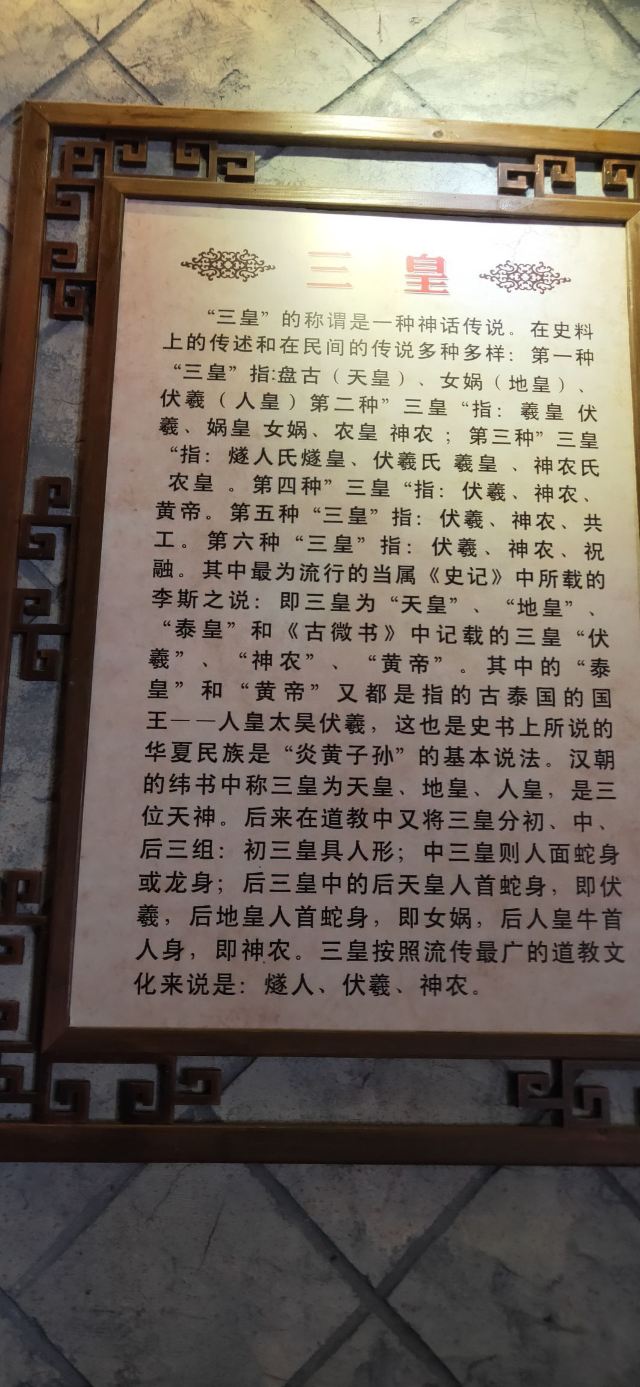 三皇
“三皇”的称谓是一种神话传说。在史料
上的传述和在民间的传说多种多样：第一种
“三皇”指:盘古（天皇）、女娲（地皇）、
伏羲（人皇）第二种”三皇“指：羲皇 伏
羲、娲皇 女娲、农皇 神农；第三种”三皇
“指：燧人氏燧皇、伏羲氏 羲皇 、神农氏
农皇 。第四种”三皇“指：伏羲、神农、
黄帝。第五种“三皇”指：伏羲、神农、共
工。第六种“三皇”指：伏羲、神农、祝
融。其中最为流行的当属《史记》中所载的
李斯之说：即三皇为“天皇”、“地皇”、
“泰皇”和《古微书》中记载的三皇“伏
羲”、“神农”、“黄帝”。其中的“泰
皇”和“黄帝”又都是指的古泰国的国
王——人皇太昊伏羲，这也是史书上所说的
华夏民族是“炎黄子孙”的基本说法。汉朝
的纬书中称三皇为天皇、地皇、人皇，是三
位天神。后来在道教中又将三皇分初、中、
后三组：初三皇具人形；中三皇则人面蛇身
或龙身；后三皇中的后天皇人首蛇身，即伏
羲，后地皇人首蛇身，即女娲，后人皇牛首
人身，即神农。三皇按照流传最广的道教文
化来说是：燧人、伏羲、神农。